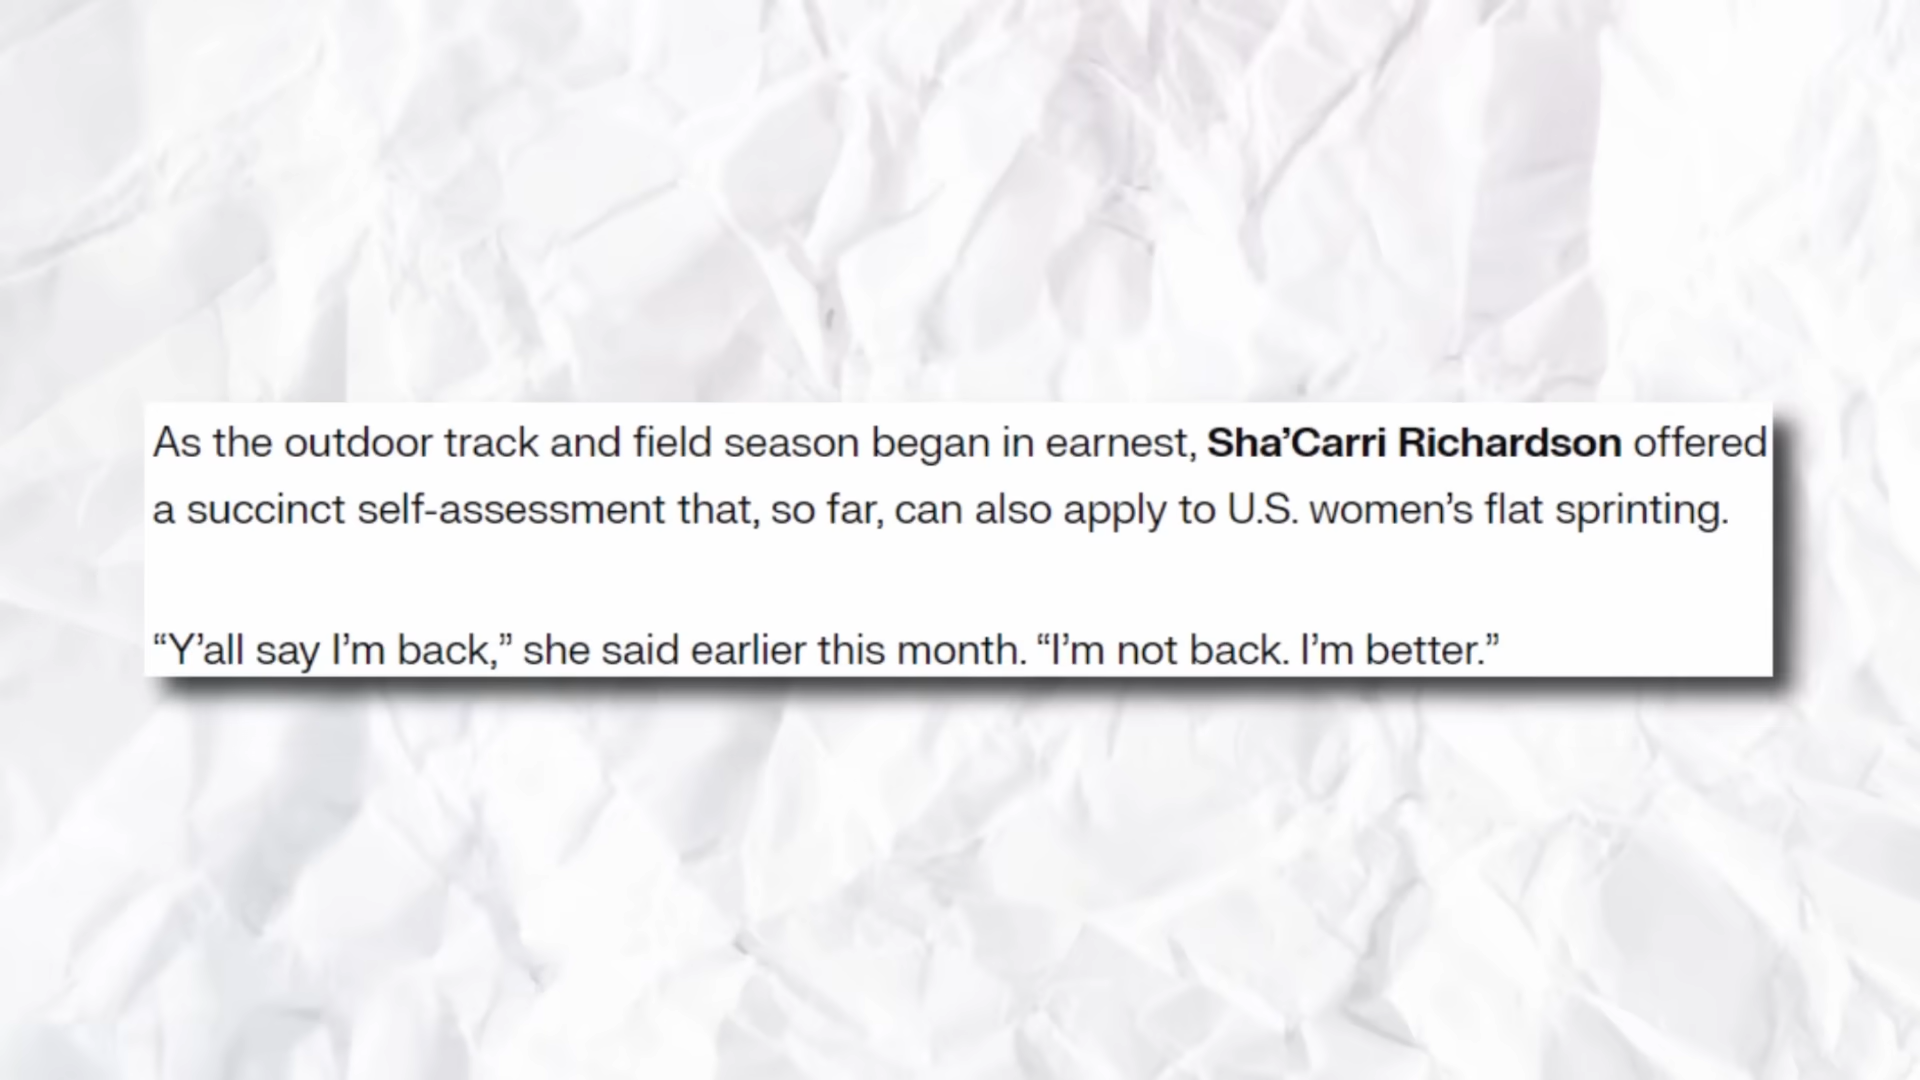 As the outdoor track and field season began in earnest, Sha’Carri Richardson offered
a succinct self-assessment that, so far, can also apply to U.S. women’s flat sprinting.
“Y’all say I’m back,” she said earlier this month. “I’m not back. I’m better.”